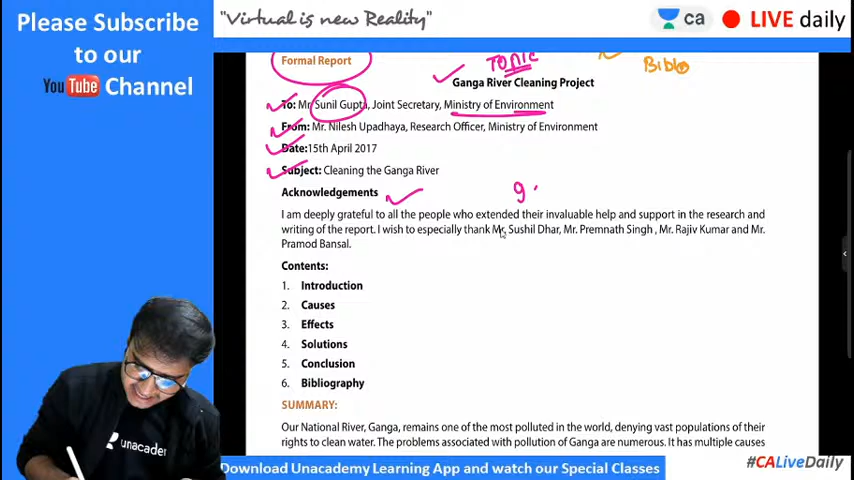 Please Subscribe
to our
YouTube Channel
"Virtual is new Reality"
ca LIVE daily
Formal Report
TOPIC
Ganga River Cleaning Project
To: Mr. Sunil Gupta, Joint Secretary, Ministry of Environment
From: Mr. Nilesh Upadhaya, Research Officer, Ministry of Environment
Date:15th April 2017
Subject: Cleaning the Ganga River
Acknowledgements
I am deeply grateful to all the people who extended their invaluable help and support in the research and
writing of the report. I wish to especially thank Mr. Sushil Dhar, Mr. Premnath Singh , Mr. Rajiv Kumar and Mr.
Pramod Bansal.
Contents:
1. Introduction
2. Causes
3. Effects
4. Solutions
5. Conclusion
6. Bibliography
SUMMARY:
Our National River, Ganga, remains one of the most polluted in the world, denying vast populations of their
rights to clean water. The problems associated with pollution of Ganga are numerous. It has multiple causes
unacademy
Download Unacademy Learning App and watch our Special Classes
#CALiveDaily